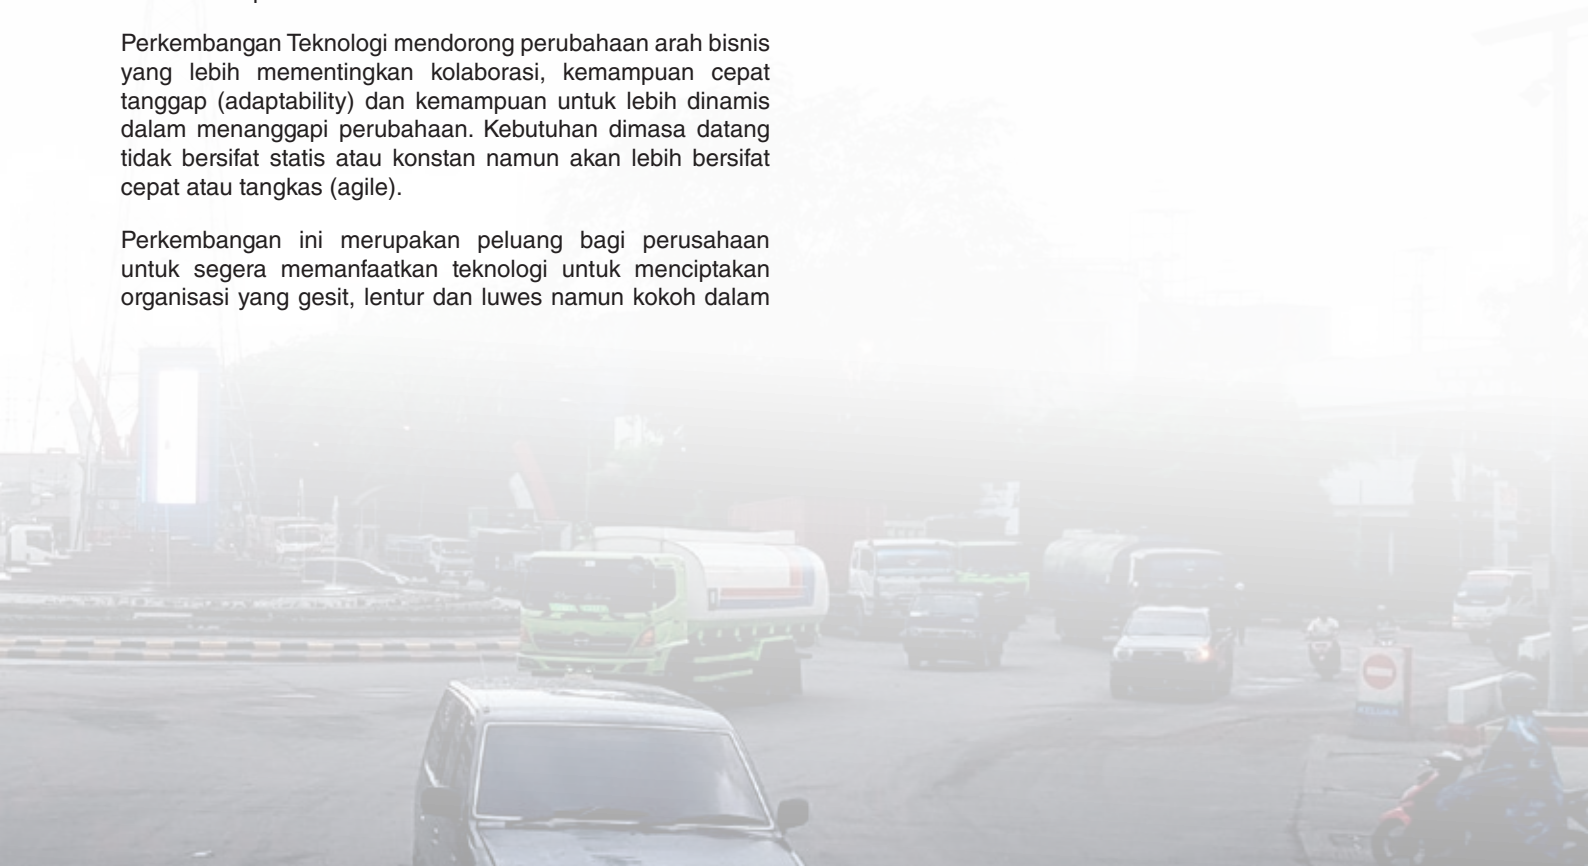 Perkembangan Teknologi mendorong perubahaan arah bisnis
yang lebih mementingkan kolaborasi, kemampuan cepat
tanggap (adaptability) dan kemampuan untuk lebih dinamis
dalam menanggapi perubahaan. Kebutuhan dimasa datang
tidak bersifat statis atau konstan namun akan lebih bersifat
cepat atau tangkas (agile).
Perkembangan ini merupakan peluang bagi perusahaan
untuk segera memanfaatkan teknologi untuk menciptakan
organisasi yang gesit, lentur dan luwes namun kokoh dalam